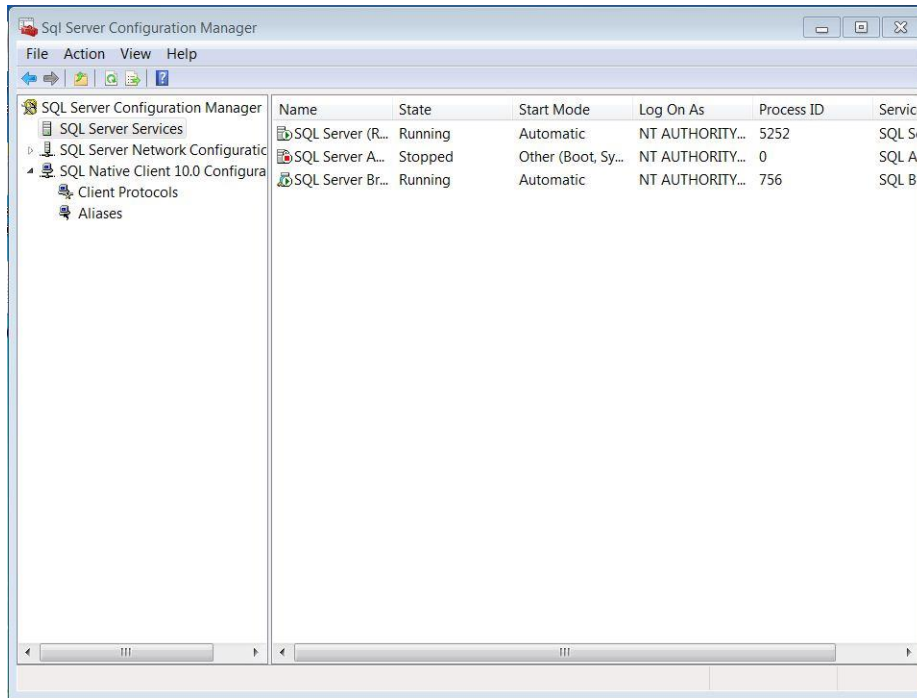 Sql Server Configuration Manager
File Action View Help
SQL Server Configuration Manager
SQL Server Services
SQL Server Network Configuratic
SQL Native Client 10.0 Configura
Client Protocols
Aliases
Name State Start Mode Log On As Process ID Servic
SQL Server (R... Running Automatic NT AUTHORITY... 5252 SQL S
SQL Server A... Stopped Other (Boot, Sy... NT AUTHORITY... 0 SQL A
SQL Server Br... Running Automatic NT AUTHORITY... 756 SQL B